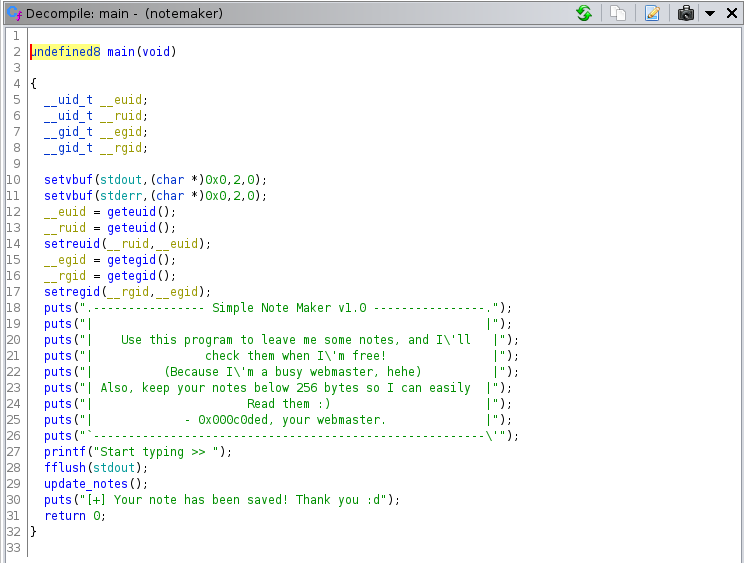 Decompile: main - (notemaker)
1
2 undefined8 main(void)
3
4 {
5 __uid_t __euid;
6 __uid_t __ruid;
7 __gid_t __egid;
8 __gid_t __rgid;
9
10 setvbuf(stdout,(char *)0x0,2,0);
11 setvbuf(stderr,(char *)0x0,2,0);
12 __euid = geteuid();
13 __ruid = geteuid();
14 setreuid(__ruid,__euid);
15 __egid = getegid();
16 __rgid = getegid();
17 setregid(__rgid,__egid);
18 puts(".---------------- Simple Note Maker v1.0 ----------------.");
19 puts("|                                                       |");
20 puts("|    Use this program to leave me some notes, and I\'ll   |");
21 puts("|                check them when I\'m free!               |");
22 puts("|          (Because I\'m a busy webmaster, hehe)          |");
23 puts("| Also, keep your notes below 256 bytes so I can easily  |");
24 puts("|                      Read them :)                      |");
25 puts("|             - 0x000c0ded, your webmaster.              |");
26 puts("`-------------------------------------------------------\'");
27 printf("Start typing >> ");
28 fflush(stdout);
29 update_notes();
30 puts("[+] Your note has been saved! Thank you :d");
31 return 0;
32 }
33